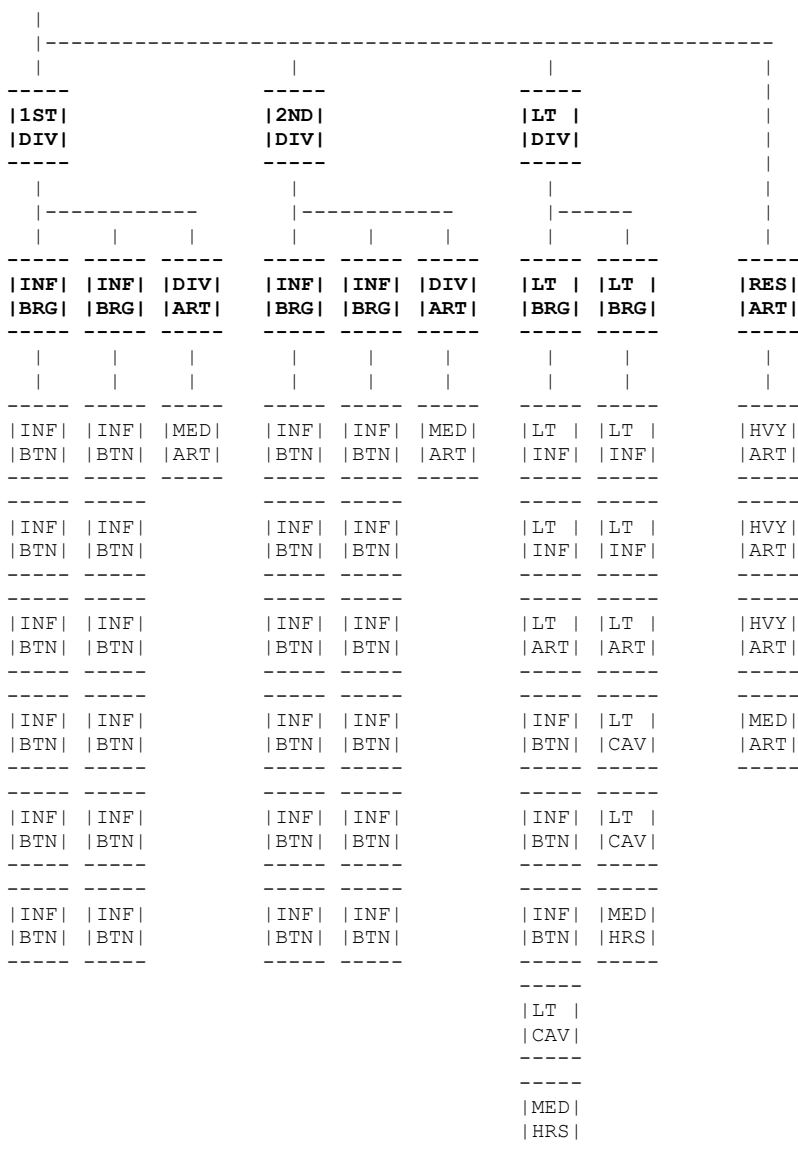 |
|---------------------------------------------------------
| | | |
----- ----- ----- |
|1ST| |2ND| |LT | |
|DIV| |DIV| |DIV| |
----- ----- ----- |
| | | |
|------------ |------------ |------ |
| | | | | | | | |
----- ----- ----- ----- ----- ----- ----- ----- -----
|INF| |INF| |DIV| |INF| |INF| |DIV| |LT | |LT | |RES|
|BRG| |BRG| |ART| |BRG| |BRG| |ART| |BRG| |BRG| |ART|
----- ----- ----- ----- ----- ----- ----- ----- -----
| | | | | | | | |
| | | | | | | | |
----- ----- ----- ----- ----- ----- ----- ----- -----
|INF| |INF| |MED| |INF| |INF| |MED| |LT | |LT | |HVY|
|BTN| |BTN| |ART| |BTN| |BTN| |ART| |INF| |INF| |ART|
----- ----- ----- ----- ----- ----- ----- ----- -----
----- ----- ----- ----- ----- ----- -----
|INF| |INF| |INF| |INF| |LT | |LT | |HVY|
|BTN| |BTN| |BTN| |BTN| |INF| |INF| |ART|
----- ----- ----- ----- ----- ----- -----
----- ----- ----- ----- ----- ----- -----
|INF| |INF| |INF| |INF| |LT | |LT | |HVY|
|BTN| |BTN| |BTN| |BTN| |ART| |ART| |ART|
----- ----- ----- ----- ----- ----- -----
----- ----- ----- ----- ----- ----- -----
|INF| |INF| |INF| |INF| |INF| |LT | |MED|
|BTN| |BTN| |BTN| |BTN| |BTN| |CAV| |ART|
----- ----- ----- ----- ----- ----- -----
----- ----- ----- ----- ----- -----
|INF| |INF| |INF| |INF| |INF| |LT |
|BTN| |BTN| |BTN| |BTN| |BTN| |CAV|
----- ----- ----- ----- ----- -----
----- ----- ----- ----- ----- -----
|INF| |INF| |INF| |INF| |INF| |MED|
|BTN| |BTN| |BTN| |BTN| |BTN| |HRS|
----- ----- ----- ----- ----- -----
-----
|LT |
|CAV|
-----
-----
|MED|
|HRS|